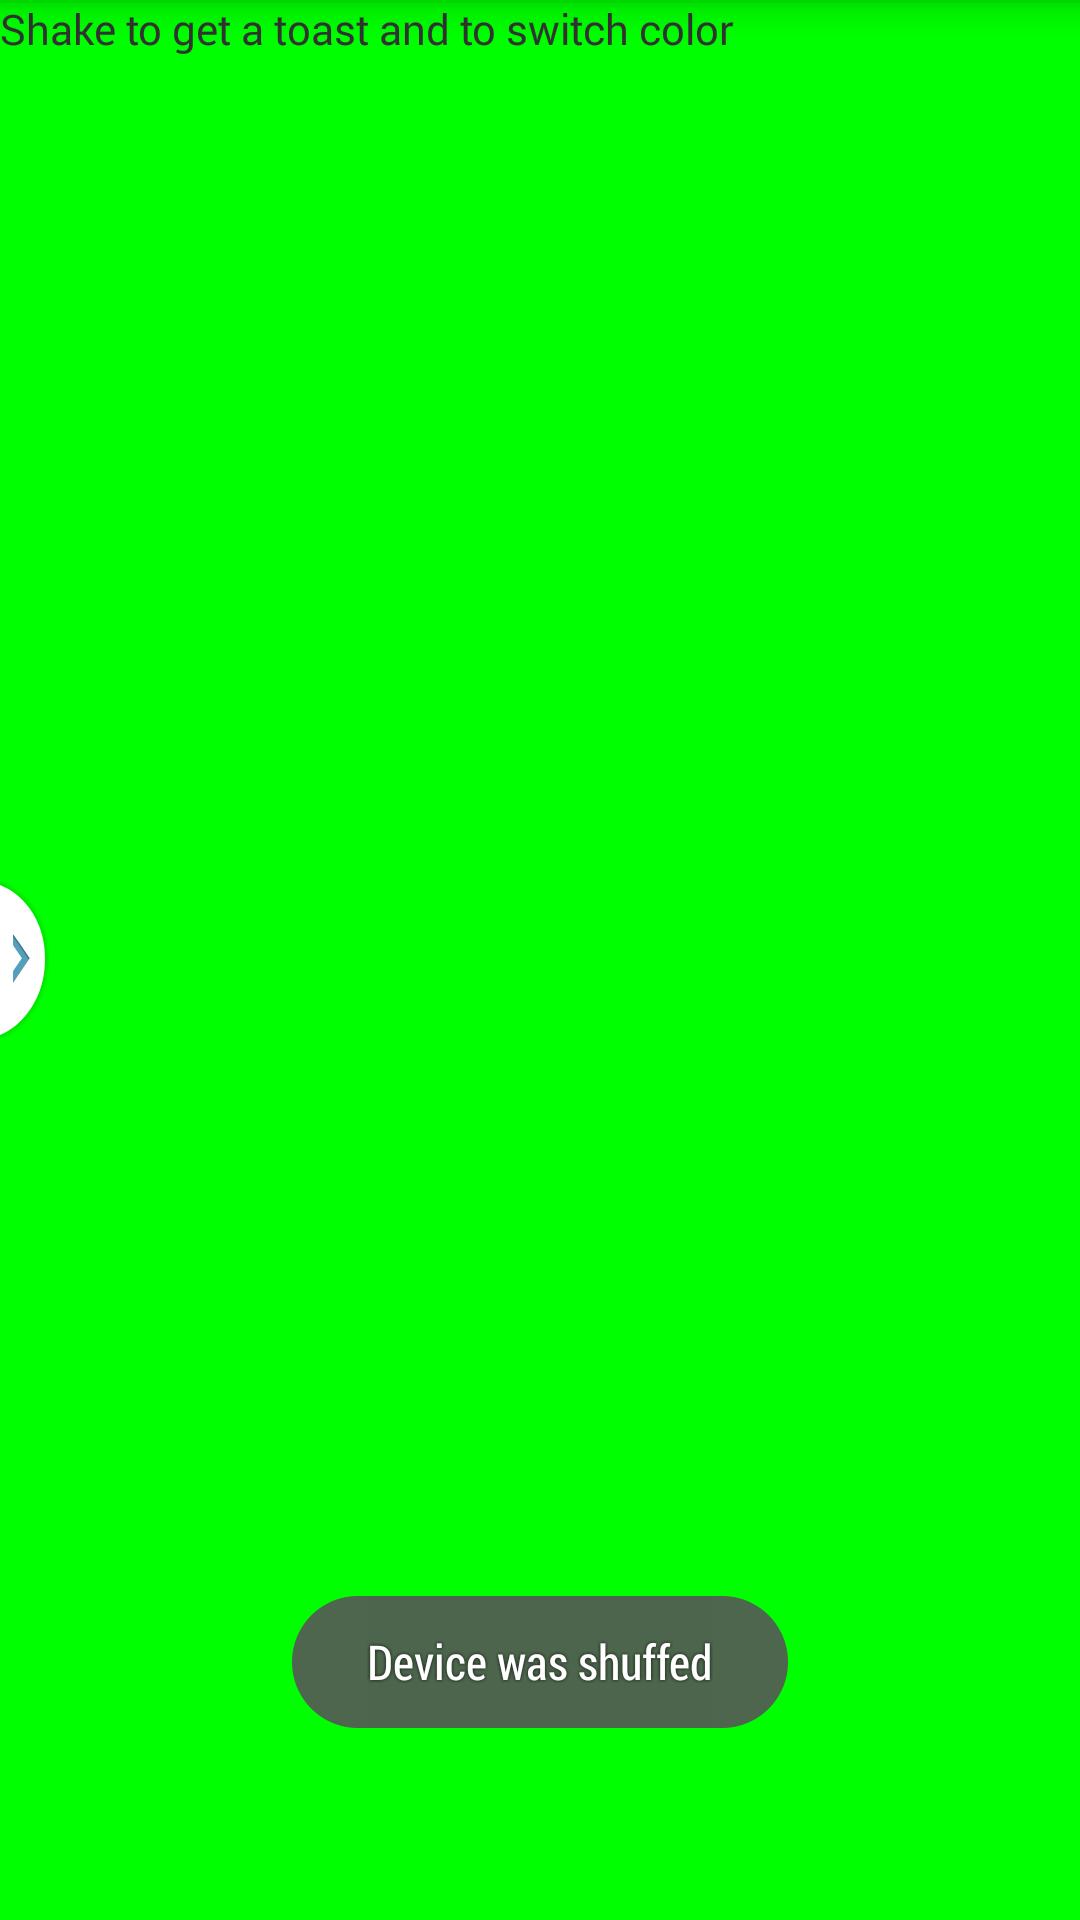 Shake to get a toast and to switch color
Device was shuffed